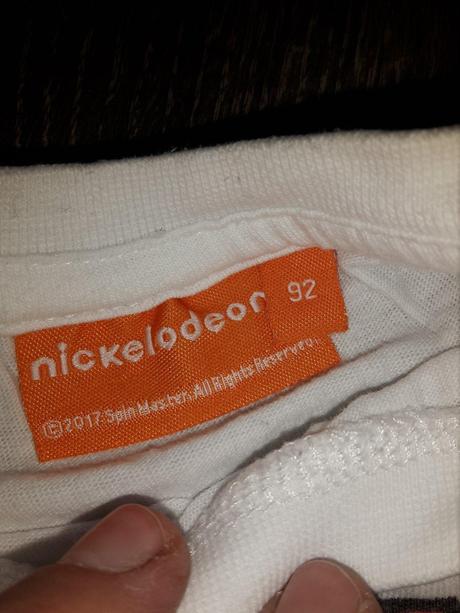 nickelodeon
92
©2017 Spin Master. All Rights Reserved.